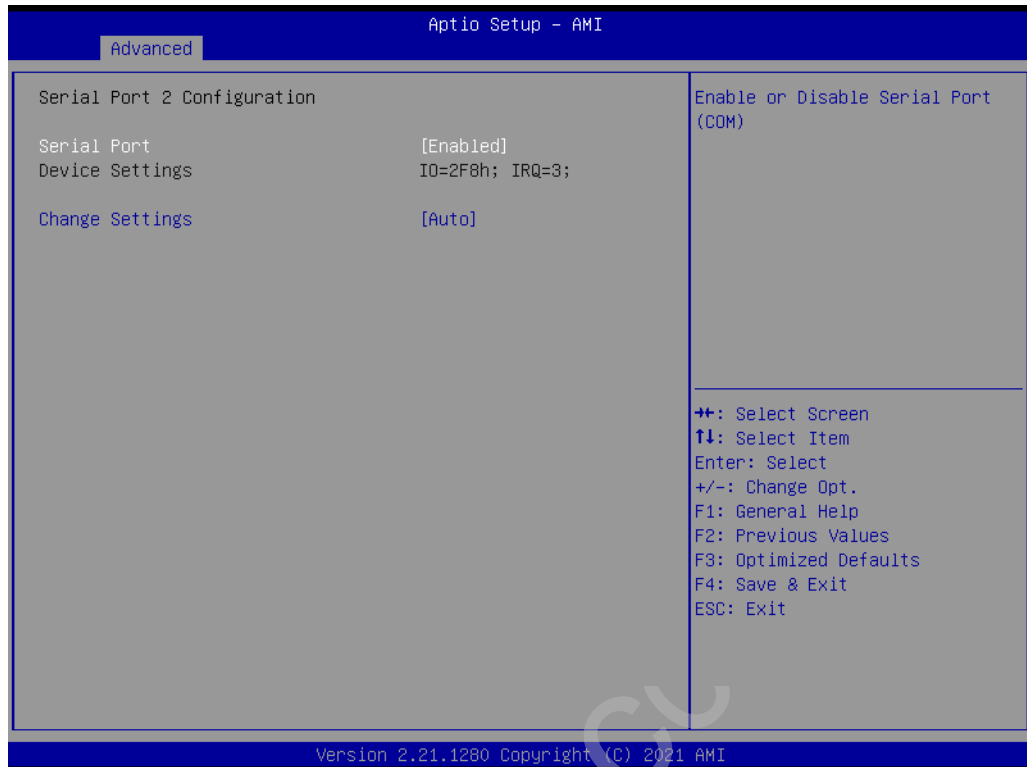 Aptio Setup – AMI
Advanced
Serial Port 2 Configuration
Serial Port [Enabled]
Device Settings IO=2F8h; IRQ=3;
Change Settings [Auto]
Enable or Disable Serial Port
(COM)
→←: Select Screen
↑↓: Select Item
Enter: Select
+/-: Change Opt.
F1: General Help
F2: Previous Values
F3: Optimized Defaults
F4: Save & Exit
ESC: Exit
Version 2.21.1280 Copyright (C) 2021 AMI